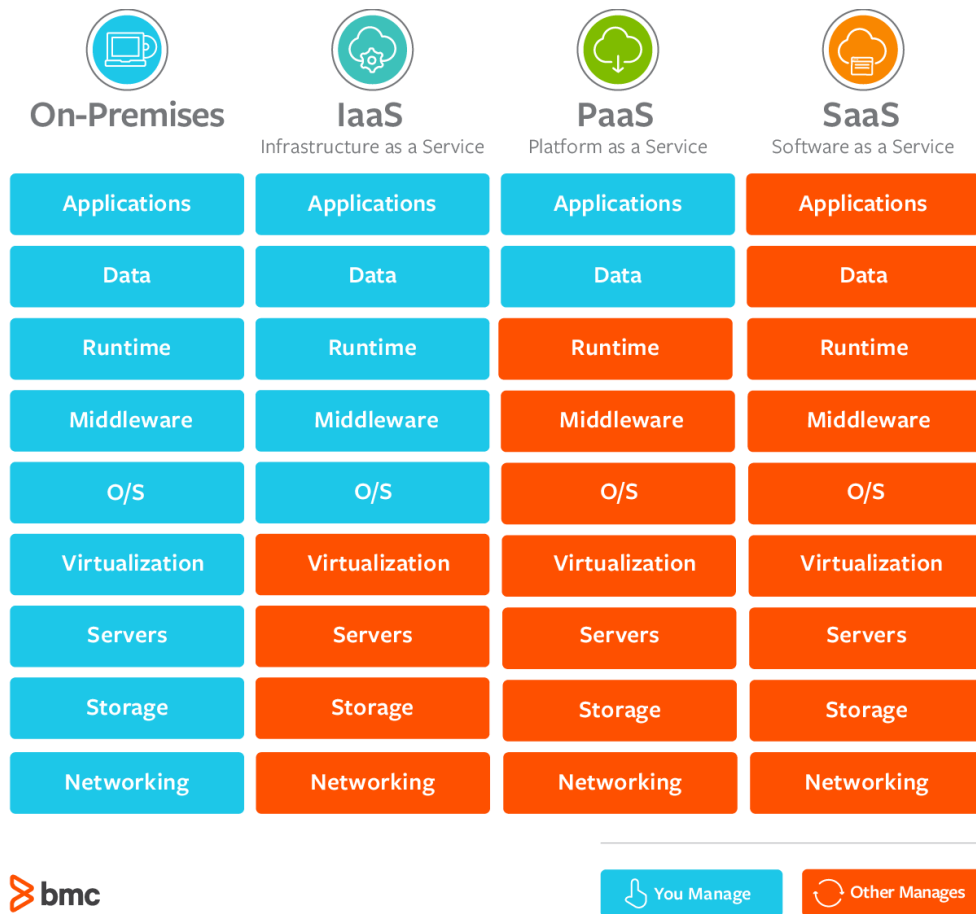 On-Premises
IaaS
Infrastructure as a Service
PaaS
Platform as a Service
SaaS
Software as a Service
Applications
Applications
Applications
Applications
Data
Data
Data
Data
Runtime
Runtime
Runtime
Runtime
Middleware
Middleware
Middleware
Middleware
O/S
O/S
O/S
O/S
Virtualization
Virtualization
Virtualization
Virtualization
Servers
Servers
Servers
Servers
Storage
Storage
Storage
Storage
Networking
Networking
Networking
Networking
bmc
You Manage
Other Manages